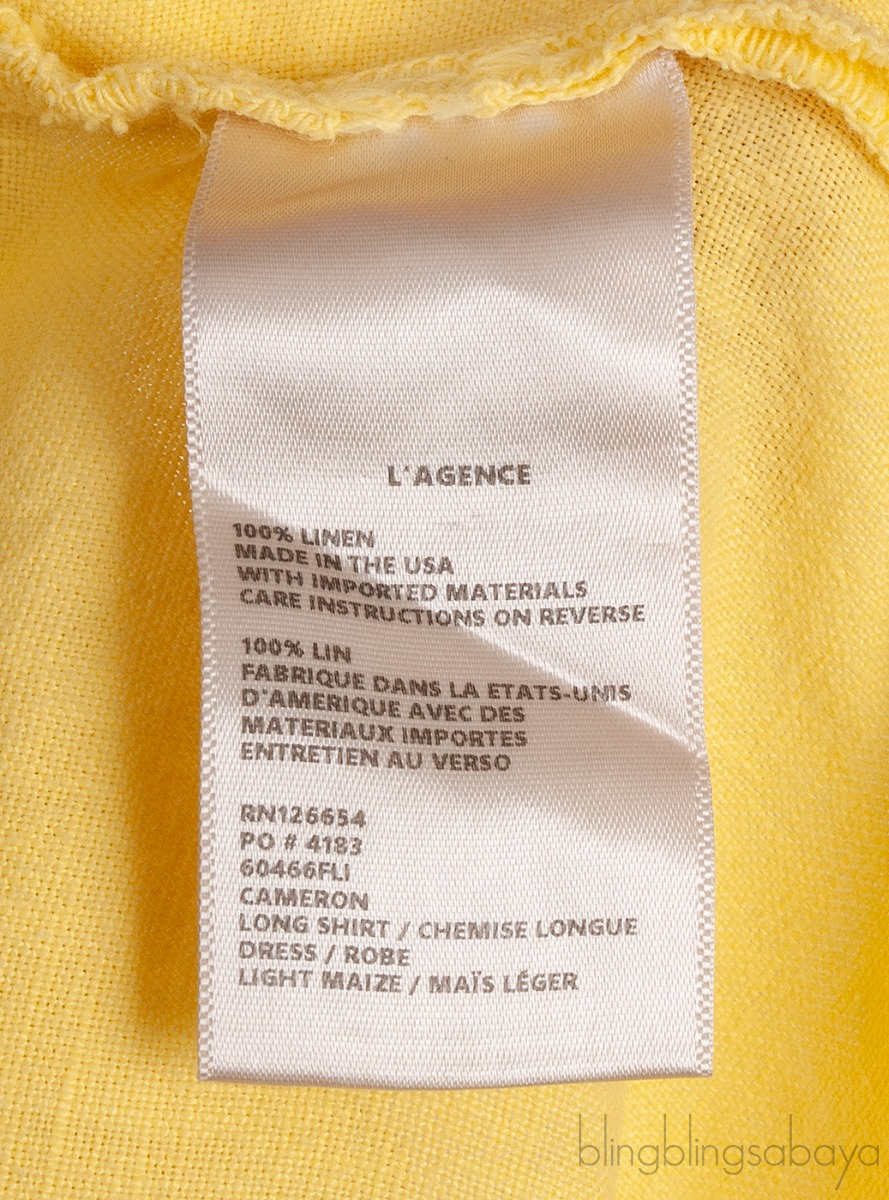 L'AGENCE
100% LINEN
MADE IN THE USA
WITH IMPORTED MATERIALS
CARE INSTRUCTIONS ON REVERSE
100% LIN
FABRIQUE DANS LA ETATS-UNIS
D'AMERIQUE AVEC DES
MATERIAUX IMPORTES
ENTRETIEN AU VERSO
RN126654
PO # 4183
60466FLI
CAMERON
LONG SHIRT / CHEMISE LONGUE
DRESS / ROBE
LIGHT MAIZE / MAÏS LÉGER
blingblingsabaya